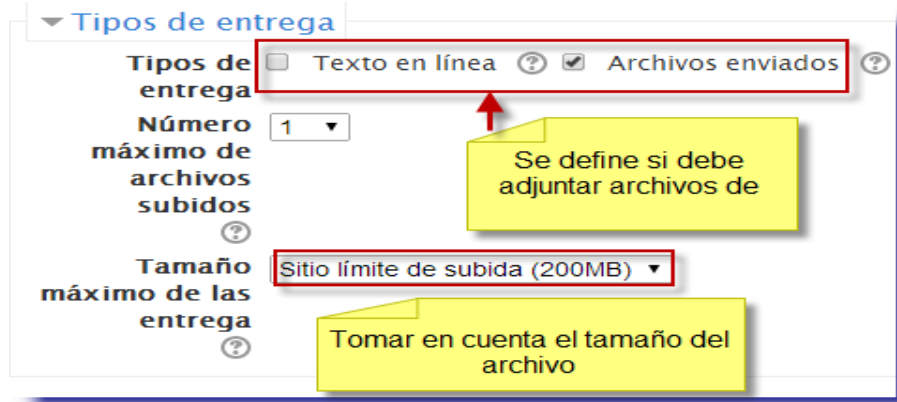 Tipos de entrega
Tipos de Texto en línea ? Archivos enviados ?
entrega
Número 1
máximo de
archivos
subidos
?
Se define si debe
adjuntar archivos de
Tamaño Sitio límite de subida (200MB)
máximo de las
entrega
?
Tomar en cuenta el tamaño del
archivo